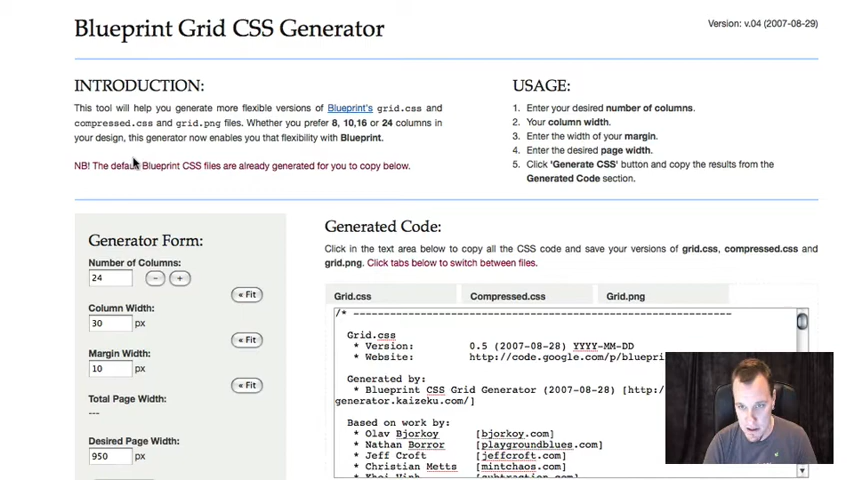 Blueprint Grid CSS Generator
Version: v.04 (2007-08-29)
INTRODUCTION:
This tool will help you generate more flexible versions of Blueprint's grid.css and
compressed.css and grid.png files. Whether you prefer 8, 10,16 or 24 columns in
your design, this generator now enables you that flexibility with Blueprint.
NB! The default Blueprint CSS files are already generated for you to copy below.
USAGE:
1. Enter your desired number of columns.
2. Your column width.
3. Enter the width of your margin.
4. Enter the desired page width.
5. Click 'Generate CSS' button and copy the results from the
Generated Code section.
Generator Form:
Number of Columns:
24 - +
« Fit
Column Width:
30 px
« Fit
Margin Width:
10 px
« Fit
Total Page Width:
---
Desired Page Width:
950 px
Generated Code:
Click in the text area below to copy all the CSS code and save your versions of grid.css, compressed.css and
grid.png. Click tabs below to switch between files.
Grid.css Compressed.css Grid.png
/* -----------------------------------------------------------
Grid.css
* Version: 0.5 (2007-08-28) YYYY-MM-DD
* Website: http://code.google.com/p/bluepri
Generated by:
* Blueprint CSS Grid Generator (2007-08-28) [http:/
generator.kaizeku.com/]
Based on work by:
* Olav Bjorkoy [bjorkoy.com]
* Nathan Borror [playgroundblues.com]
* Jeff Croft [jeffcroft.com]
* Christian Metts [mintchaos.com]